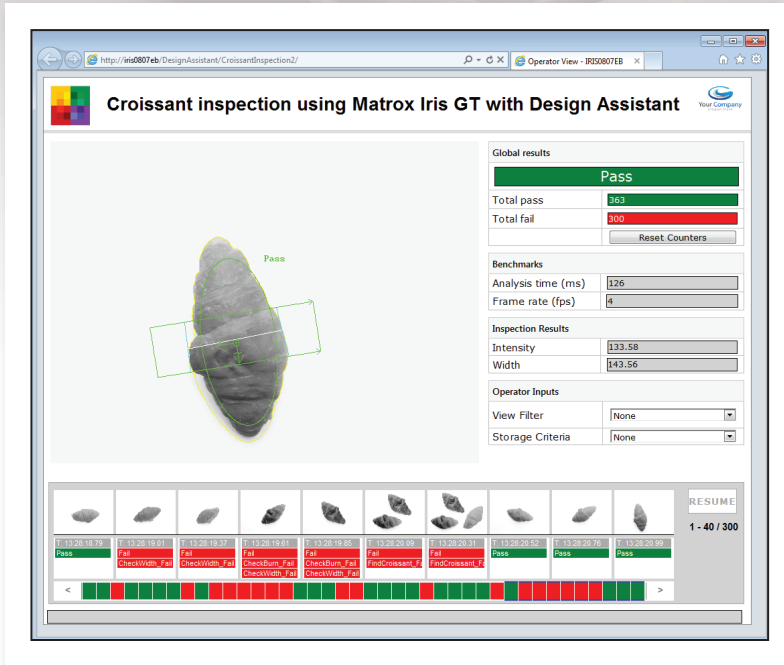 http://iris0807eb/DesignAssistant/CroissantInspection2/
Operator View - IRIS0807EB
Croissant inspection using Matrox Iris GT with Design Assistant
Your Company
Global results
Pass
Total pass 363
Total fail 300
Reset Counters
Pass
Benchmarks
Analysis time (ms) 126
Frame rate (fps) 4
Inspection Results
Intensity 133.58
Width 143.56
Operator Inputs
View Filter None
Storage Criteria None
RESUME
1 - 40 / 300
T: 13:28:18.79 T: 13:28:19.01 T: 13:28:19.37 T: 13:28:19.61 T: 13:28:19.85 T: 13:28:20.09 T: 13:28:20.31 T: 13:28:20.52 T: 13:28:20.76 T: 13:28:20.99
Pass Fail Fail Fail Fail Fail Fail Pass Pass Pass
CheckWidth_Fail CheckWidth_Fail CheckBurn_Fail CheckBurn_Fail FindCroissant_Fa FindCroissant_Fa
CheckWidth_Fail CheckWidth_Fail
< >